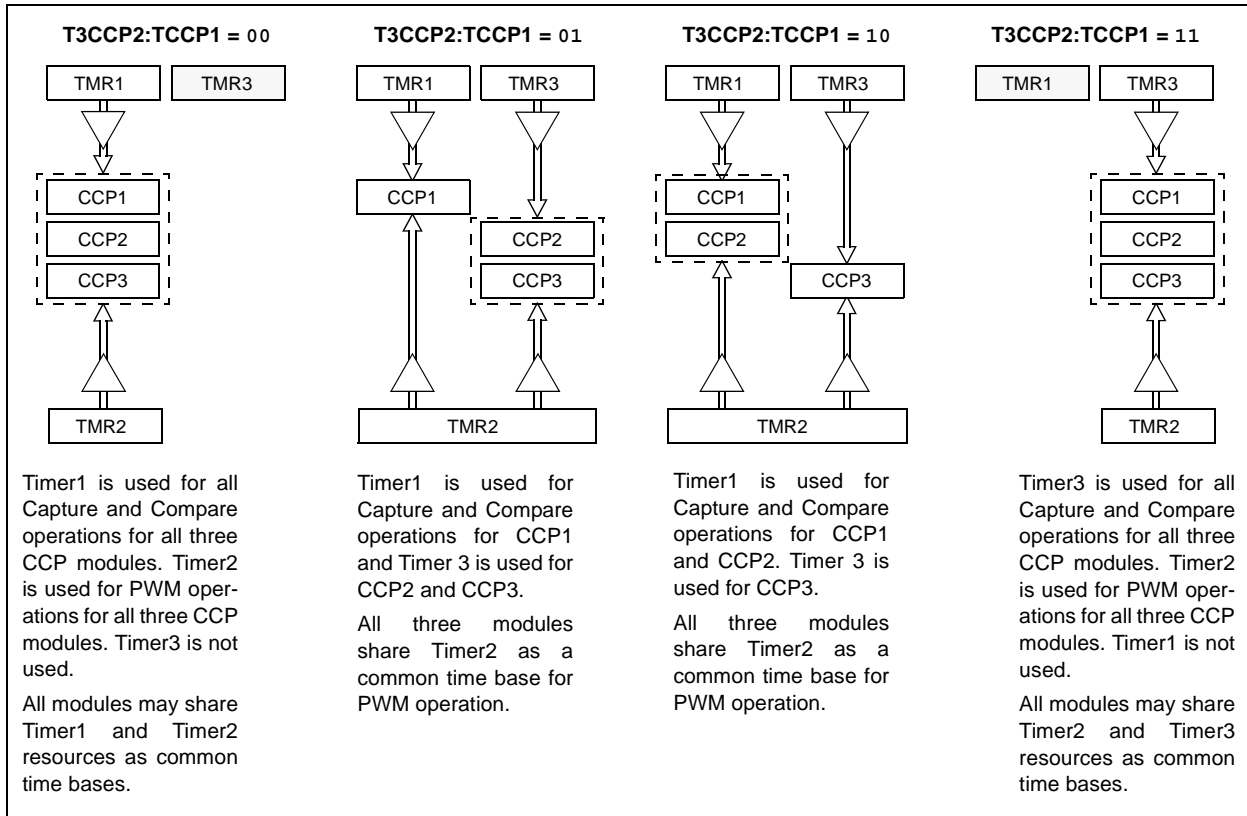 T3CCP2:TCCP1 = 00
TMR1
TMR3
CCP1
CCP2
CCP3
TMR2
Timer1 is used for all
Capture and Compare
operations for all three
CCP modules. Timer2
is used for PWM oper-
ations for all three CCP
modules. Timer3 is not
used.
All modules may share
Timer1 and Timer2
resources as common
time bases.
T3CCP2:TCCP1 = 01
TMR1
TMR3
CCP1
CCP2
CCP3
TMR2
Timer1 is used for
Capture and Compare
operations for CCP1
and Timer 3 is used for
CCP2 and CCP3.
All three modules
share Timer2 as a
common time base for
PWM operation.
T3CCP2:TCCP1 = 10
TMR1
TMR3
CCP1
CCP2
CCP3
TMR2
Timer1 is used for
Capture and Compare
operations for CCP1
and CCP2. Timer 3 is
used for CCP3.
All three modules
share Timer2 as a
common time base for
PWM operation.
T3CCP2:TCCP1 = 11
TMR1
TMR3
CCP1
CCP2
CCP3
TMR2
Timer3 is used for all
Capture and Compare
operations for all three
CCP modules. Timer2
is used for PWM oper-
ations for all three CCP
modules. Timer1 is not
used.
All modules may share
Timer2 and Timer3
resources as common
time bases.